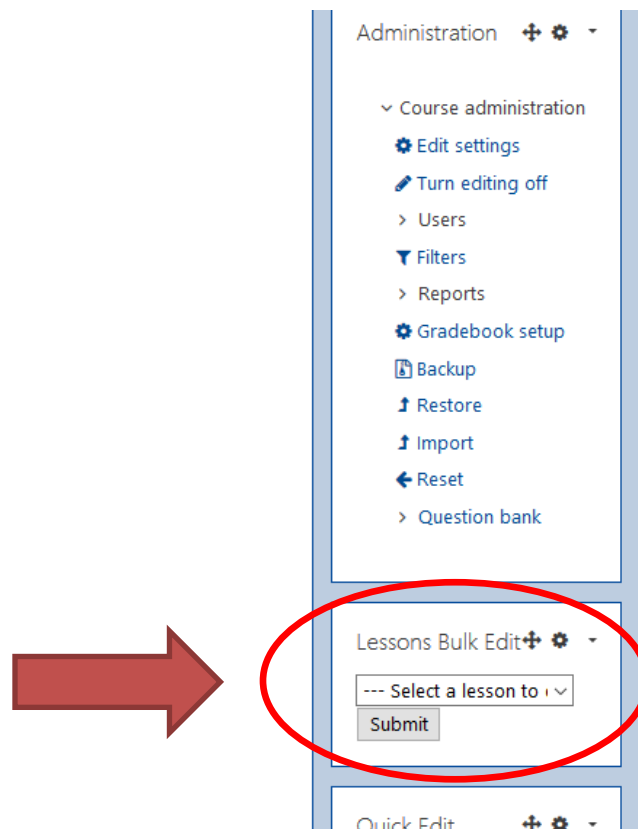 Administration
Course administration
Edit settings
Turn editing off
Users
Filters
Reports
Gradebook setup
Backup
Restore
Import
Reset
Question bank
Lessons Bulk Edit
--- Select a lesson to
Submit
Quick Edit